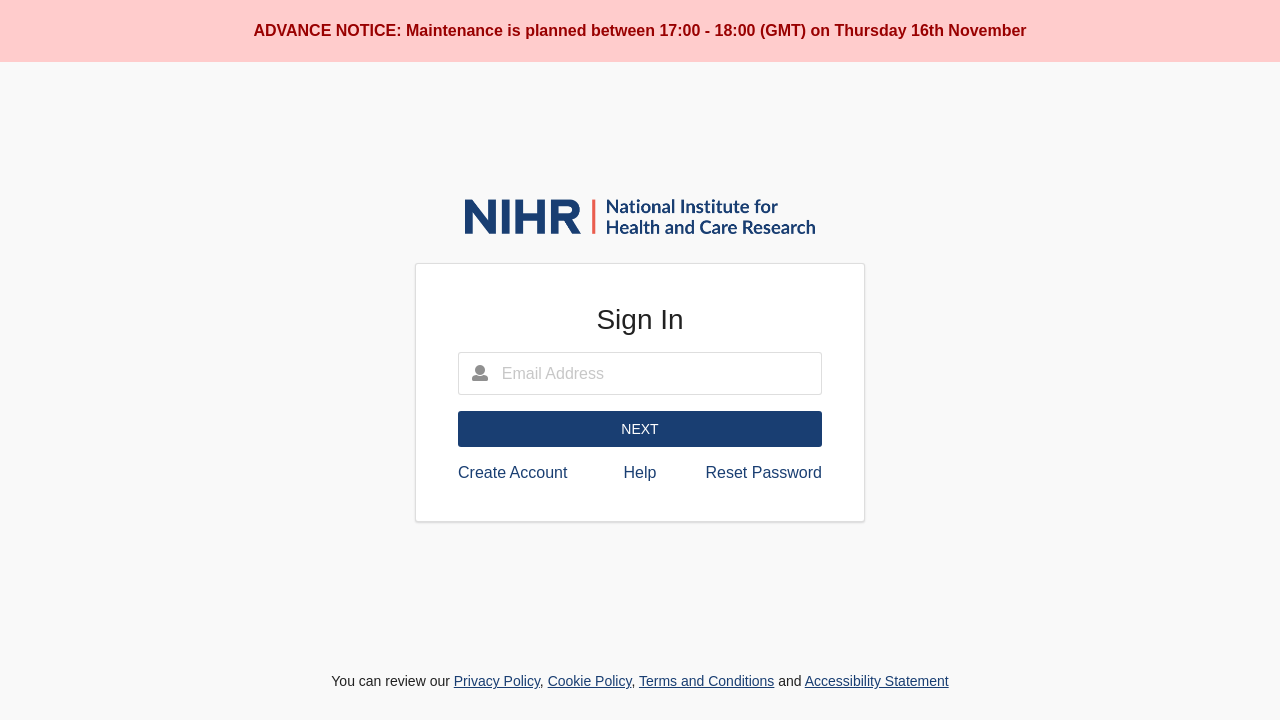 ADVANCE NOTICE: Maintenance is planned between 17:00 - 18:00 (GMT) on Thursday 16th November
NIHR | National Institute for
Health and Care Research
Sign In
Email Address
NEXT
Create Account Help Reset Password
You can review our Privacy Policy, Cookie Policy, Terms and Conditions and Accessibility Statement